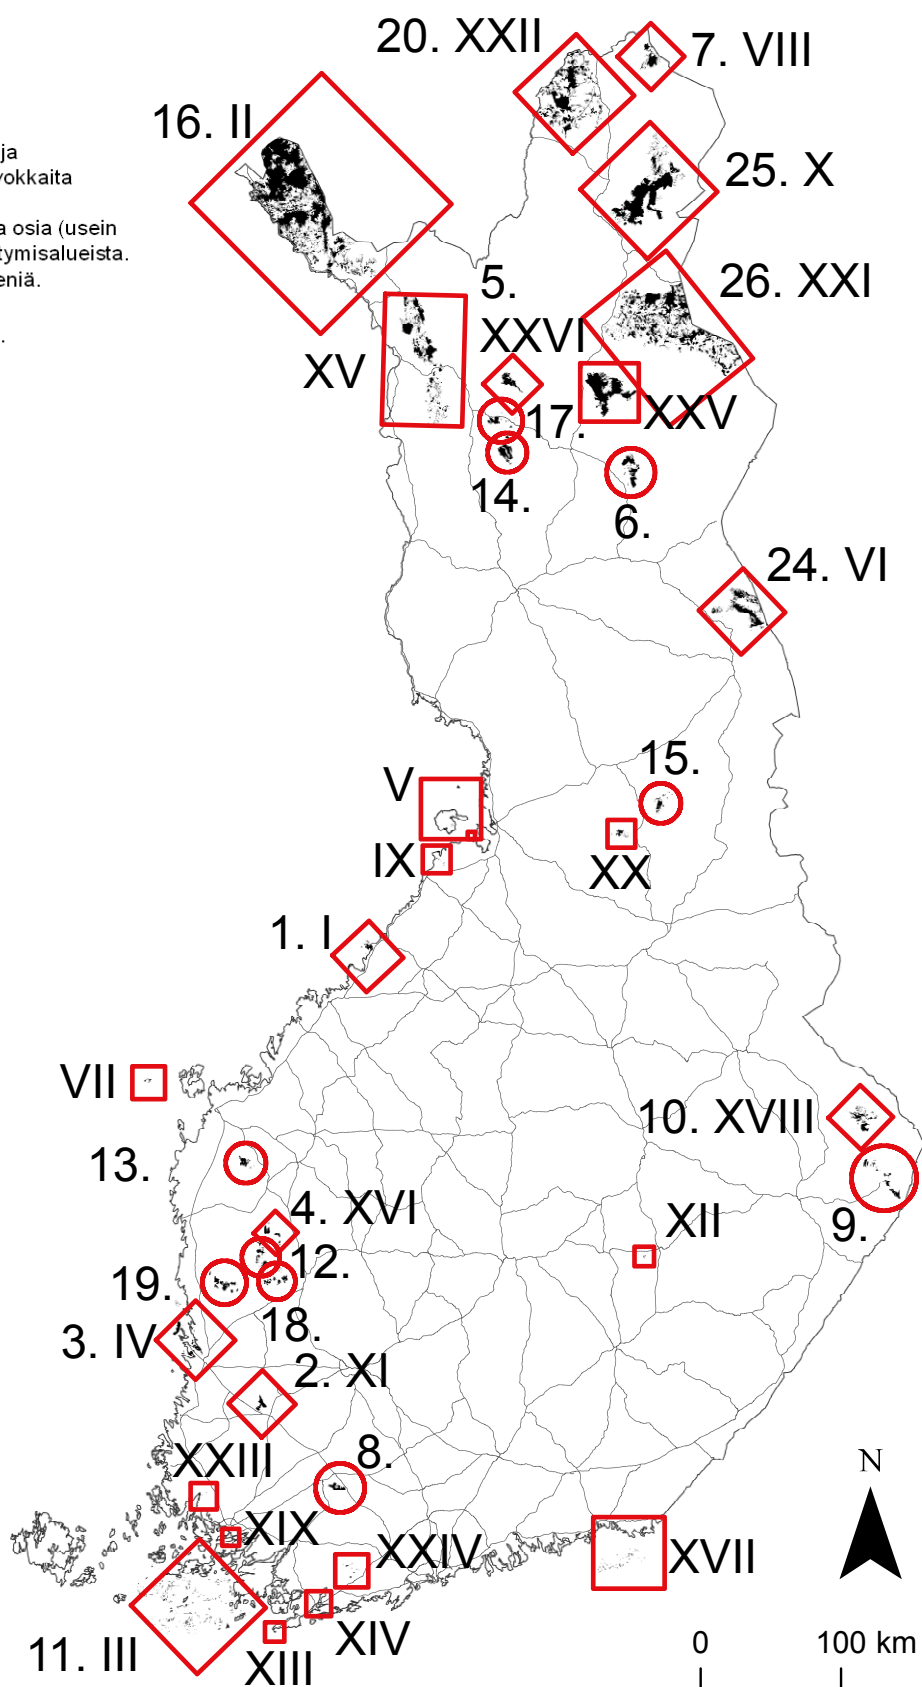 20. XXII
7. VIII
16. II
ja
25. X
a osia (usein
tymisalueista.
eniä.
5.
26. XXI
.
XXVI
XV
17.
XXV
14.
6.
24. VI
15.
V
IX
XX
1. I
VII
10. XVIII
13.
4. XVI
XII
9.
12.
19.
18.
3. IV
2. XI
8.
XXIII
N
XIX
XXIV
XVII
11. III
XIV
XIII
0
100 km